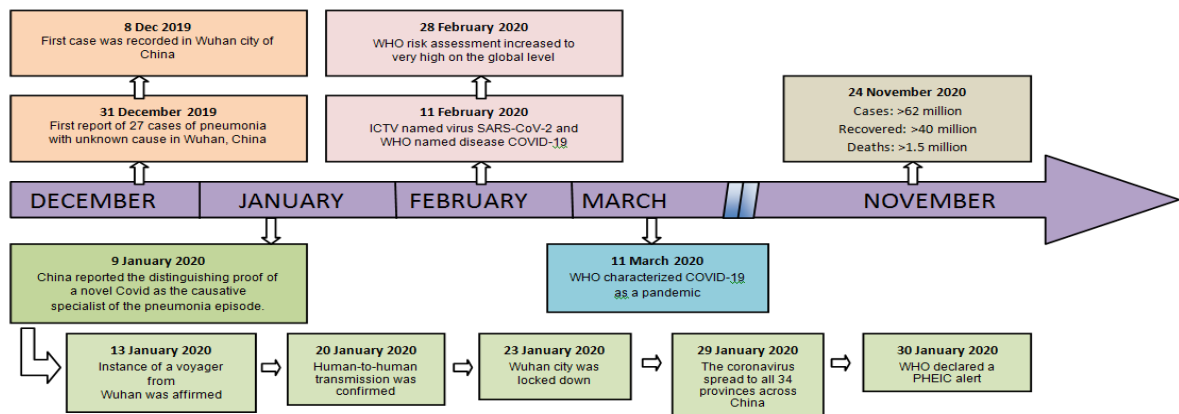 8 Dec 2019
First case was recorded in Wuhan city of
China
31 December 2019
First report of 27 cases of pneumonia
with unknown cause in Wuhan, China
28 February 2020
WHO risk assessment increased to
very high on the global level
11 February 2020
ICTV named virus SARS-CoV-2 and
WHO named disease COVID-19
24 November 2020
Cases: >62 million
Recovered: >40 million
Deaths: >1.5 million
DECEMBER
JANUARY
FEBRUARY
MARCH
NOVEMBER
9 January 2020
China reported the distinguishing proof of
a novel Covid as the causative
specialist of the pneumonia episode.
11 March 2020
WHO characterized COVID-19
as a pandemic
13 January 2020
Instance of a voyager
from
Wuhan was affirmed
20 January 2020
Human-to-human
transmission was
confirmed
23 January 2020
Wuhan city was
locked down
29 January 2020
The coronavirus
spread to all 34
provinces across
China
30 January 2020
WHO declared a
PHEIC alert